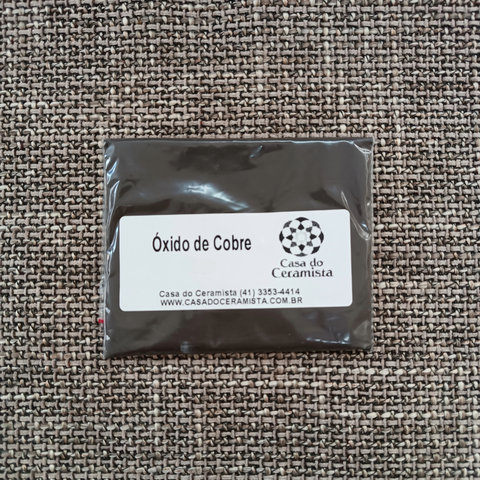 Óxido de Cobre
Casa do
Ceramista
Casa do Ceramista (41) 3353-4414
WWW.CASADOCERAMISTA.COM.BR